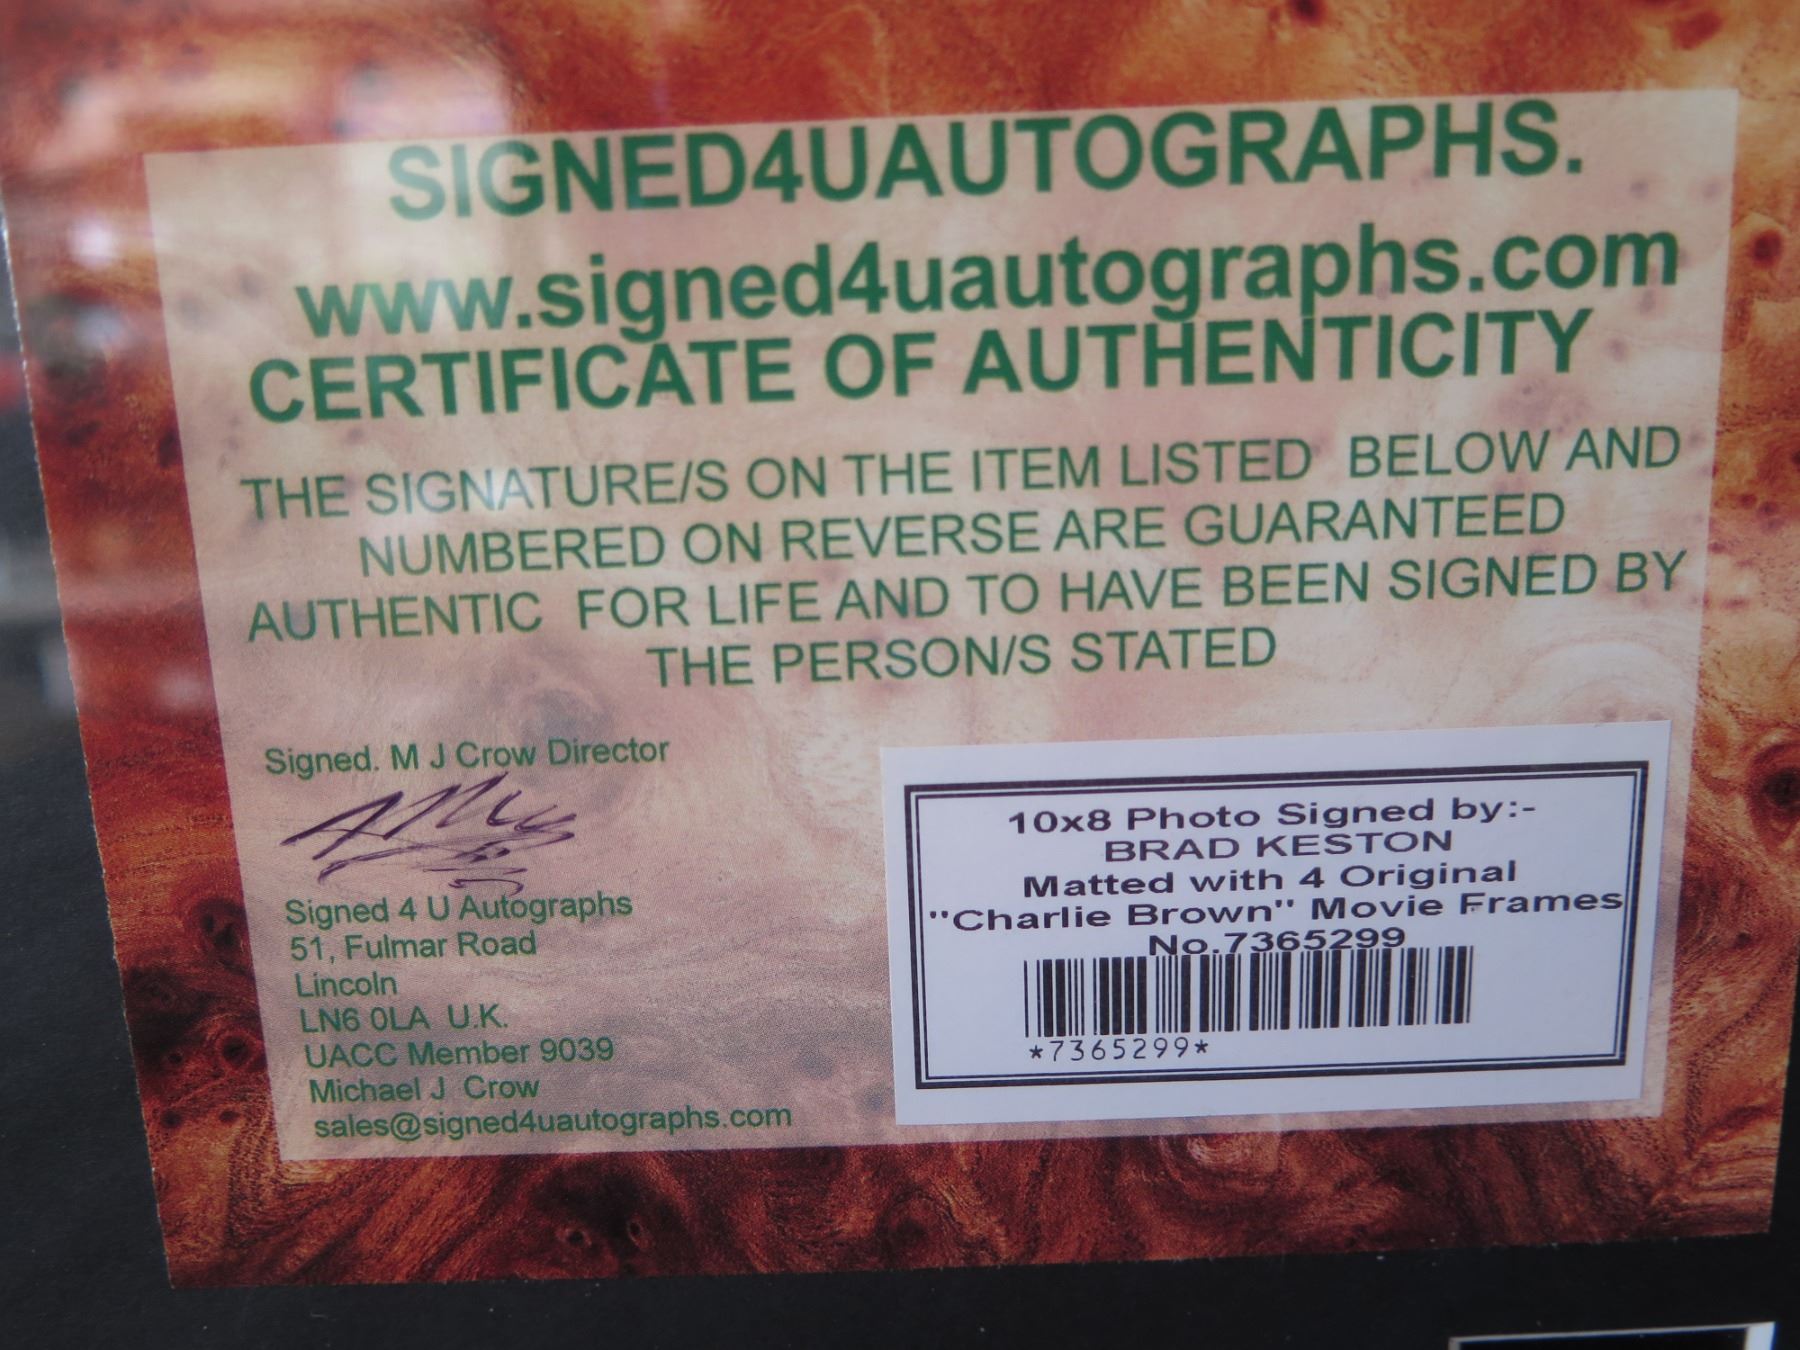 SIGNED4UAUTOGRAPHS.
www.signed4uautographs.com
CERTIFICATE OF AUTHENTICITY
THE SIGNATURE/S ON THE ITEM LISTED BELOW AND
NUMBERED ON REVERSE ARE GUARANTEED
AUTHENTIC FOR LIFE AND TO HAVE BEEN SIGNED BY
THE PERSON/S STATED
Signed. M J Crow Director
Signed 4 U Autographs
51, Fulmar Road
Lincoln
LN6 0LA U.K.
UACC Member 9039
Michael J Crow
sales@signed4uautographs.com
10x8 Photo Signed by:-
BRAD KESTON
Matted with 4 Original
"Charlie Brown" Movie Frames
No.7365299
*7365299*